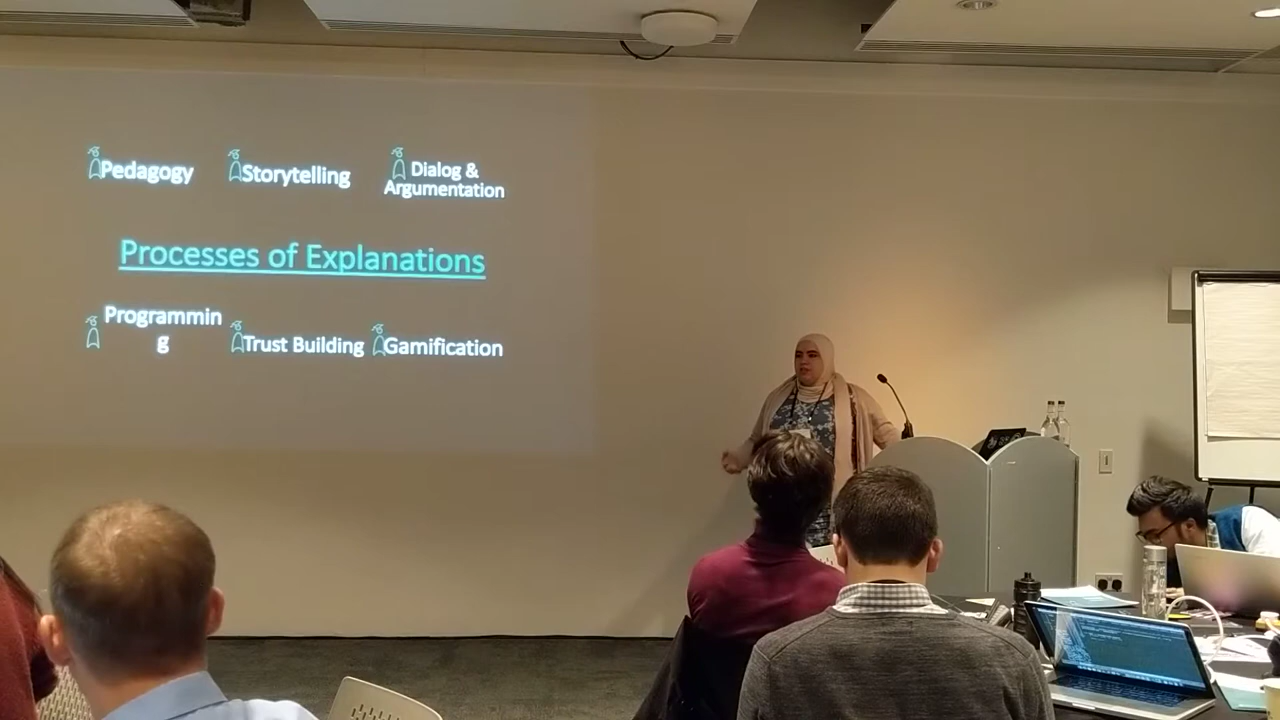 Pedagogy
Storytelling
Dialog &
Argumentation
Processes of Explanations
Programmin
g
Trust Building
Gamification